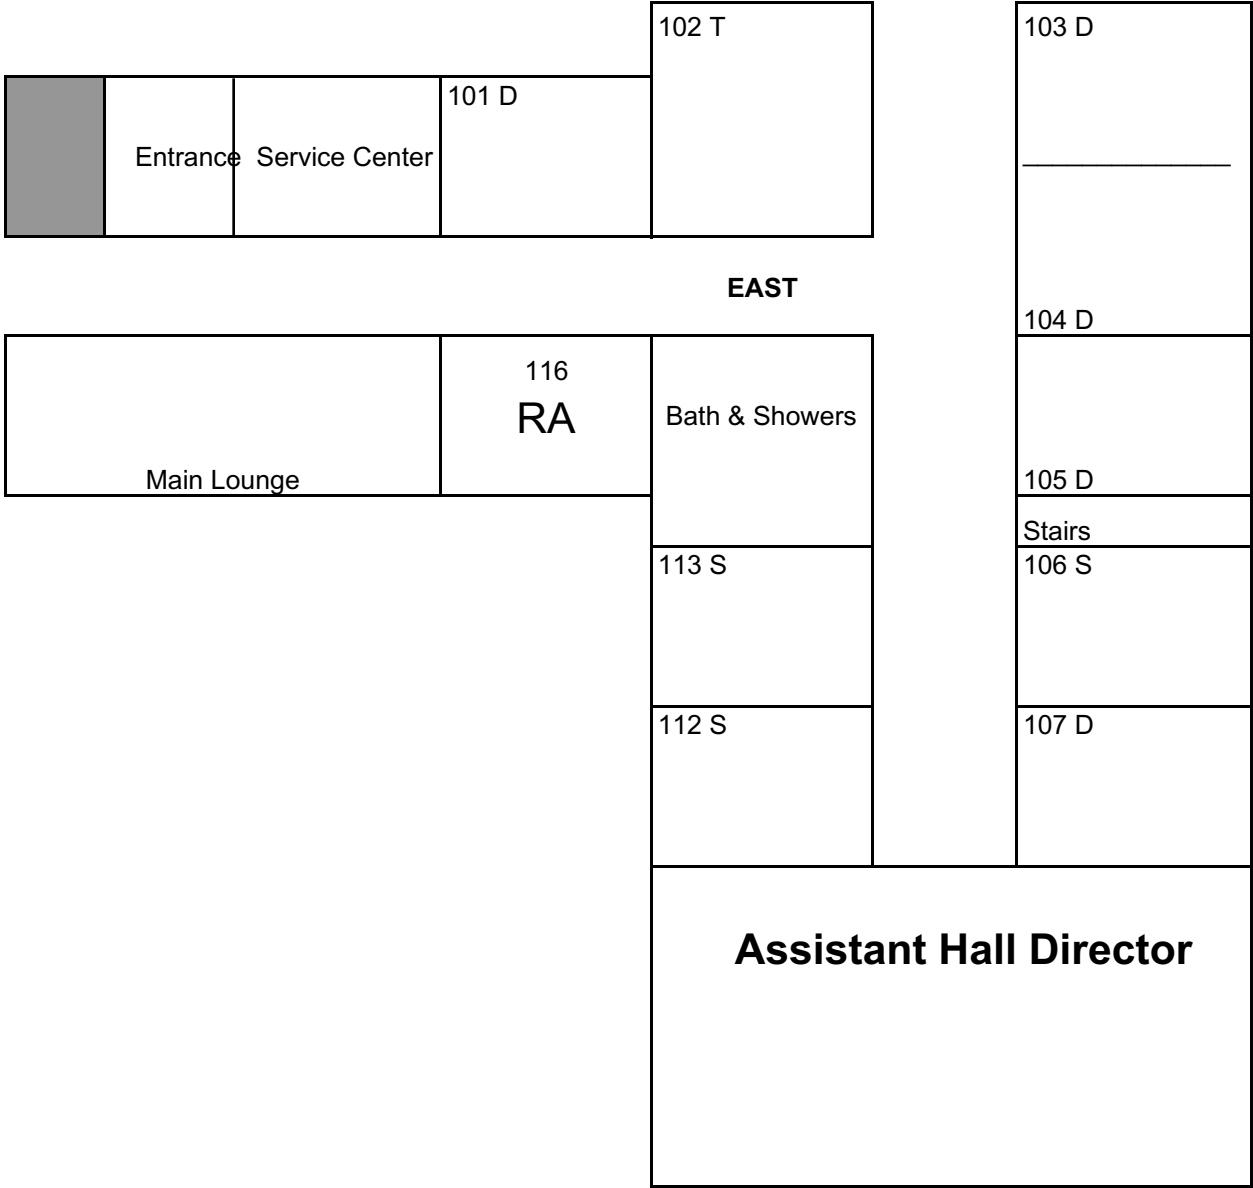 102 T
103 D
101 D
Entrance
Service Center
______________
EAST
104 D
116
RA
Bath & Showers
Main Lounge
105 D
Stairs
113 S
106 S
112 S
107 D
Assistant Hall Director